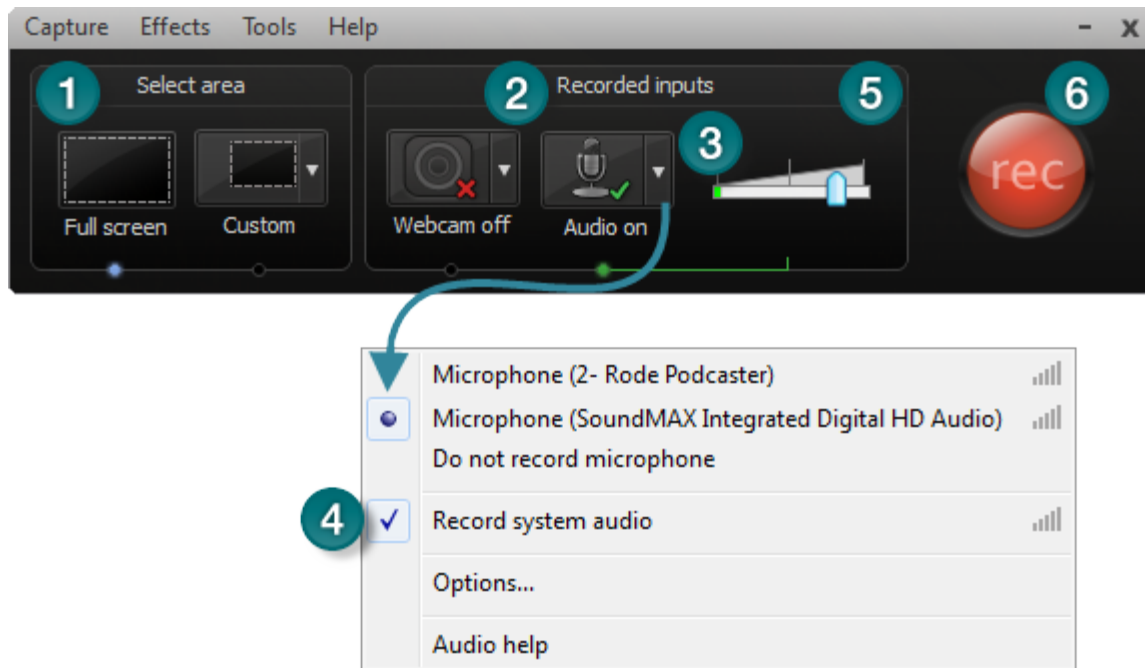 Capture Effects Tools Help
1 Select area
2 Recorded inputs 5
3
6
rec
Full screen Custom Webcam off Audio on
Microphone (2- Rode Podcaster)
Microphone (SoundMAX Integrated Digital HD Audio)
Do not record microphone
4 Record system audio
Options...
Audio help